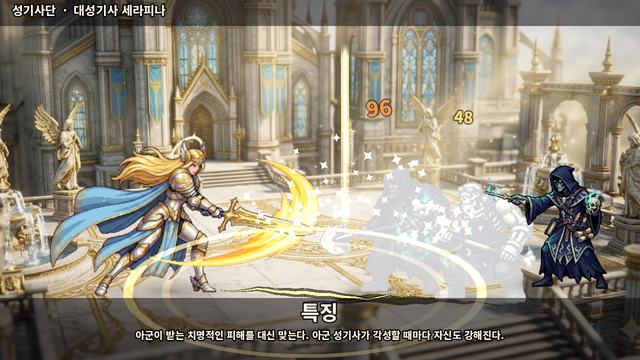 성기사단 · 대성기사 세라피나
96
48
특징
아군이 받는 치명적인 피해를 대신 맞는다. 아군 성기사가 각성할 때마다 자신도 강해진다.